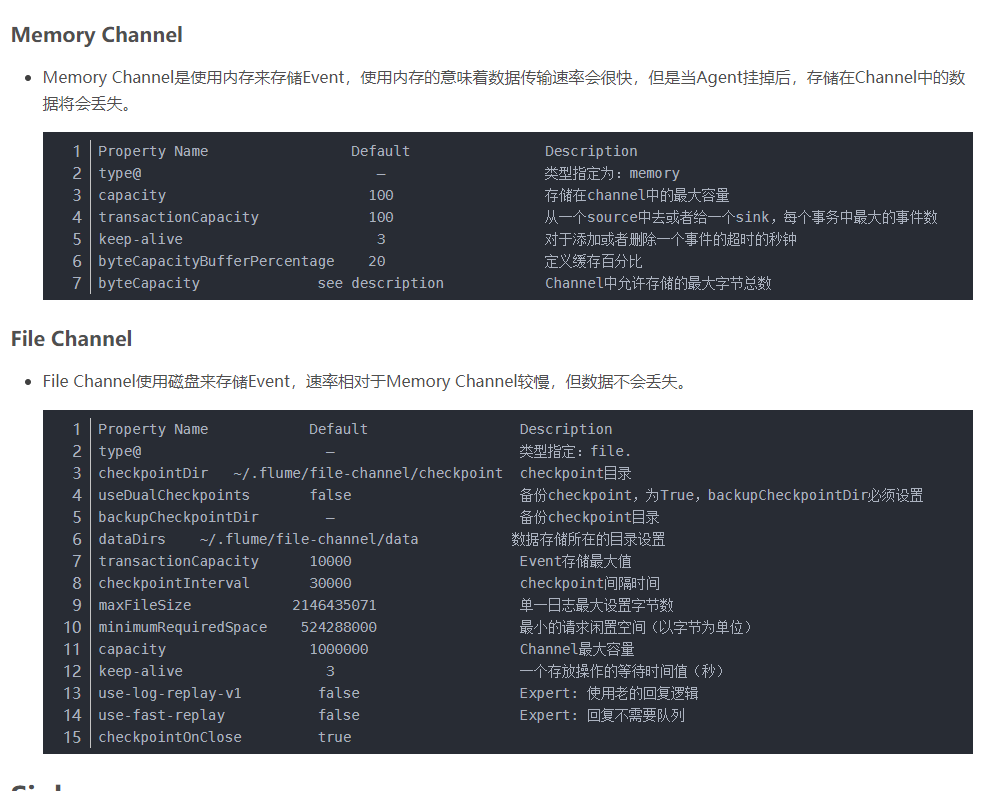 Memory Channel
Memory Channel是使用内存来存储Event，使用内存的意味着数据传输速率会很快，但是当Agent挂掉后，存储在Channel中的数
据将会丢失。
1 Property Name Default Description
2 type@ – 类型指定为：memory
3 capacity 100 存储在channel中的最大容量
4 transactionCapacity 100 从一个source中去或者给一个sink，每个事务中最大的事件数
5 keep-alive 3 对于添加或者删除一个事件的超时的秒钟
6 byteCapacityBufferPercentage 20 定义缓存百分比
7 byteCapacity see description Channel中允许存储的最大字节总数
File Channel
File Channel使用磁盘来存储Event，速率相对于Memory Channel较慢，但数据不会丢失。
1 Property Name Default Description
2 type@ – 类型指定：file.
3 checkpointDir ~/.flume/file-channel/checkpoint checkpoint目录
4 useDualCheckpoints false 备份checkpoint，为True，backupCheckpointDir必须设置
5 backupCheckpointDir – 备份checkpoint目录
6 dataDirs ~/.flume/file-channel/data 数据存储所在的目录设置
7 transactionCapacity 10000 Event存储最大值
8 checkpointInterval 30000 checkpoint间隔时间
9 maxFileSize 2146435071 单一日志最大设置字节数
10 minimumRequiredSpace 524288000 最小的请求闲置空间（以字节为单位）
11 capacity 1000000 Channel最大容量
12 keep-alive 3 一个存放操作的等待时间值（秒）
13 use-log-replay-v1 false Expert: 使用老的回复逻辑
14 use-fast-replay false Expert: 回复不需要队列
15 checkpointOnClose true